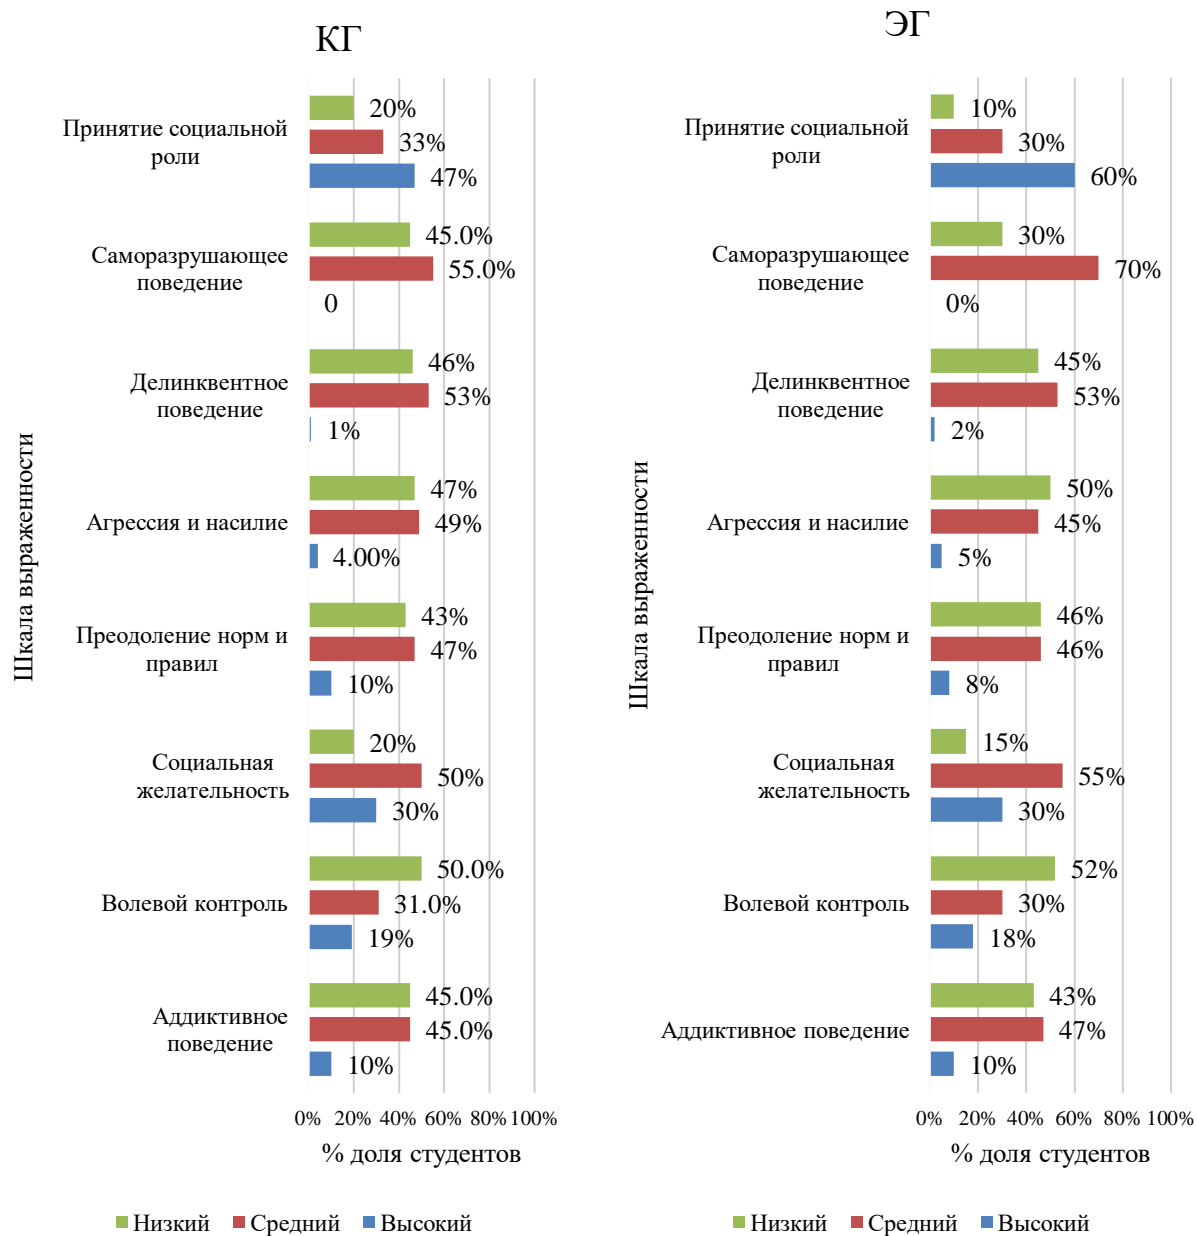 КГ
Шкала выраженности
Принятие социальной
роли
20%
33%
47%
Саморазрушающее
поведение
45.0%
55.0%
0
Делинквентное
поведение
46%
53%
1%
Агрессия и насилие
47%
49%
4.00%
Преодоление норм и
правил
43%
47%
10%
Социальная
желательность
20%
50%
30%
Волевой контроль
50.0%
31.0%
19%
Аддиктивное
поведение
45.0%
45.0%
10%
0% 20% 40% 60% 80% 100%
% доля студентов
Низкий Средний Высокий
ЭГ
Шкала выраженности
Принятие социальной
роли
10%
30%
60%
Саморазрушающее
поведение
30%
70%
0%
Делинквентное
поведение
45%
53%
2%
Агрессия и насилие
50%
45%
5%
Преодоление норм и
правил
46%
46%
8%
Социальная
желательность
15%
55%
30%
Волевой контроль
52%
30%
18%
Аддиктивное поведение
43%
47%
10%
0% 20% 40% 60% 80% 100%
% доля студентов
Низкий Средний Высокий